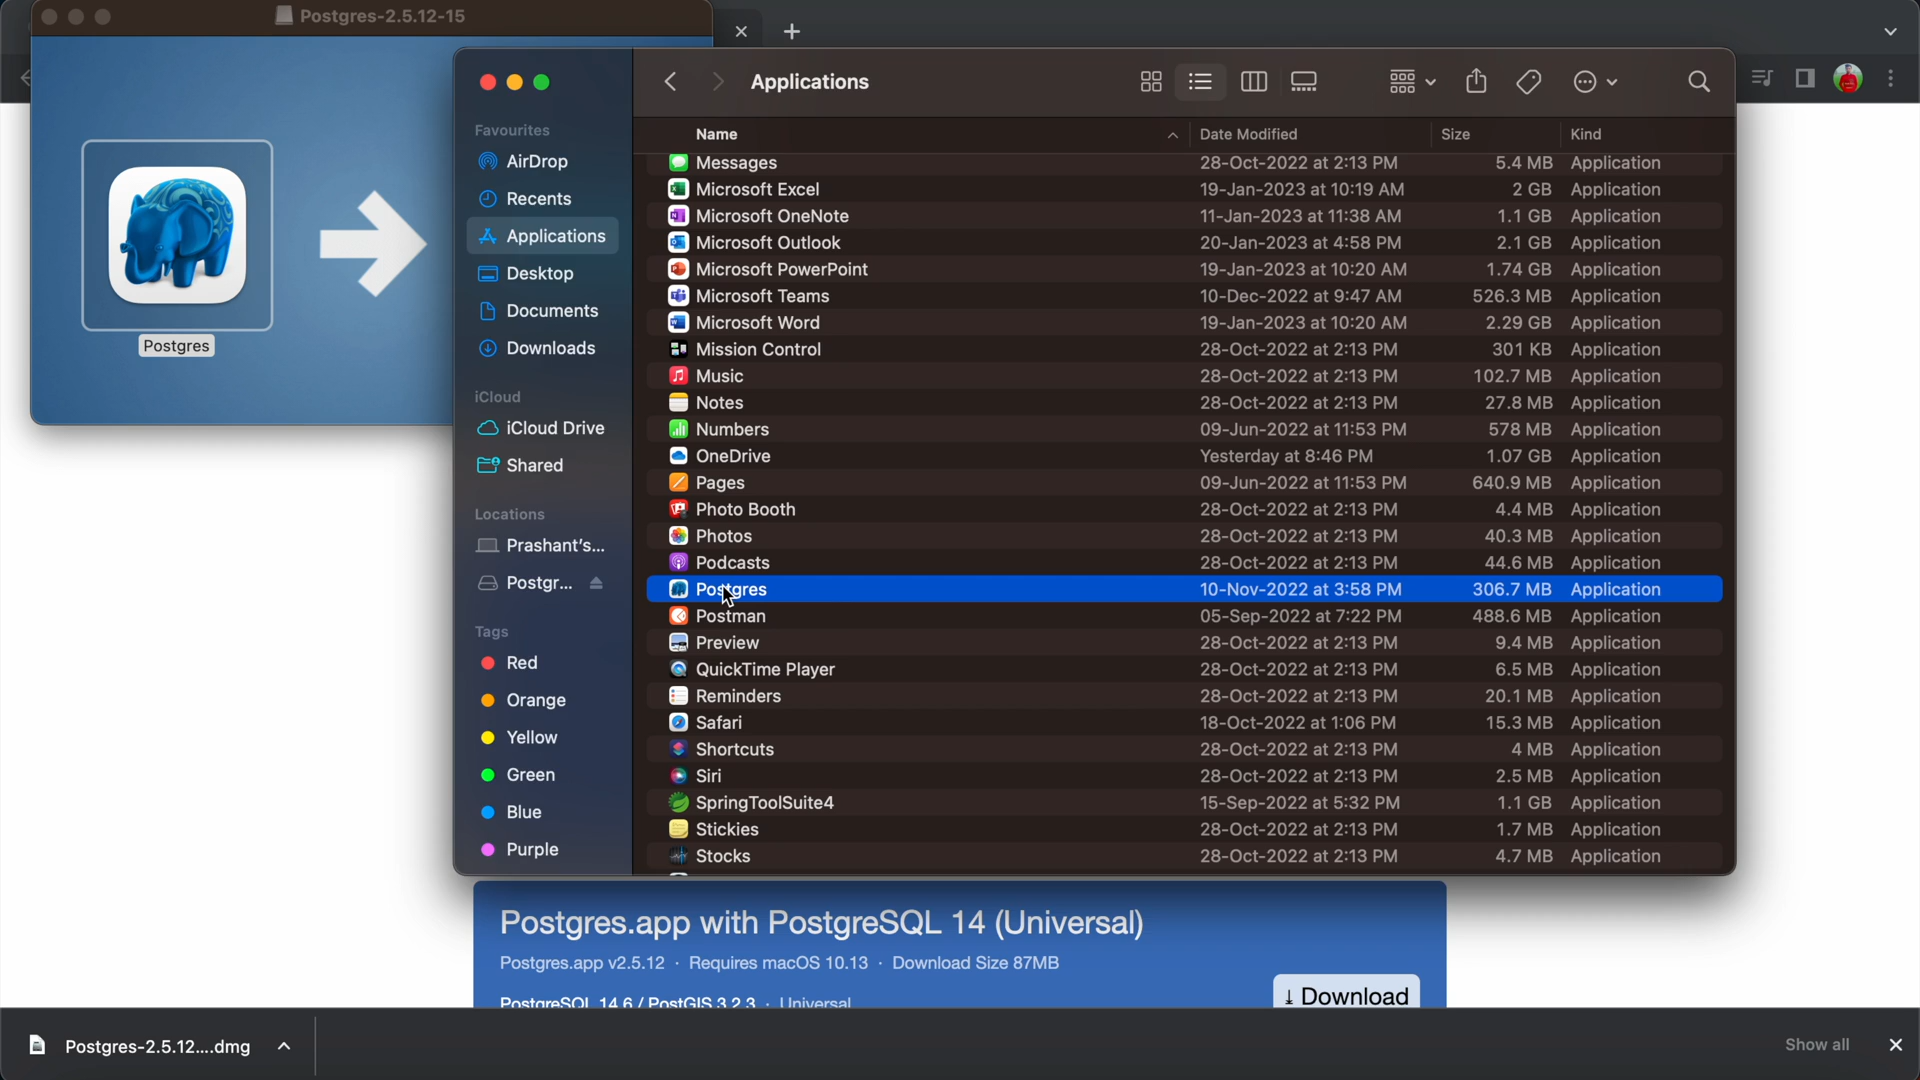 Postgres-2.5.12-15
Postgres
Applications
Favourites
AirDrop
Recents
Applications
Desktop
Documents
Downloads
iCloud
iCloud Drive
Shared
Locations
Prashant's...
Postgr...
Tags
Red
Orange
Yellow
Green
Blue
Purple
Name Date Modified Size Kind
Messages 28-Oct-2022 at 2:13 PM 5.4 MB Application
Microsoft Excel 19-Jan-2023 at 10:19 AM 2 GB Application
Microsoft OneNote 11-Jan-2023 at 11:38 AM 1.1 GB Application
Microsoft Outlook 20-Jan-2023 at 4:58 PM 2.1 GB Application
Microsoft PowerPoint 19-Jan-2023 at 10:20 AM 1.74 GB Application
Microsoft Teams 10-Dec-2022 at 9:47 AM 526.3 MB Application
Microsoft Word 19-Jan-2023 at 10:20 AM 2.29 GB Application
Mission Control 28-Oct-2022 at 2:13 PM 301 KB Application
Music 28-Oct-2022 at 2:13 PM 102.7 MB Application
Notes 28-Oct-2022 at 2:13 PM 27.8 MB Application
Numbers 09-Jun-2022 at 11:53 PM 578 MB Application
OneDrive Yesterday at 8:46 PM 1.07 GB Application
Pages 09-Jun-2022 at 11:53 PM 640.9 MB Application
Photo Booth 28-Oct-2022 at 2:13 PM 4.4 MB Application
Photos 28-Oct-2022 at 2:13 PM 40.3 MB Application
Podcasts 28-Oct-2022 at 2:13 PM 44.6 MB Application
Postgres 10-Nov-2022 at 3:58 PM 306.7 MB Application
Postman 05-Sep-2022 at 7:22 PM 488.6 MB Application
Preview 28-Oct-2022 at 2:13 PM 9.4 MB Application
QuickTime Player 28-Oct-2022 at 2:13 PM 6.5 MB Application
Reminders 28-Oct-2022 at 2:13 PM 20.1 MB Application
Safari 18-Oct-2022 at 1:06 PM 15.3 MB Application
Shortcuts 28-Oct-2022 at 2:13 PM 4 MB Application
Siri 28-Oct-2022 at 2:13 PM 2.5 MB Application
SpringToolSuite4 15-Sep-2022 at 5:32 PM 1.1 GB Application
Stickies 28-Oct-2022 at 2:13 PM 1.7 MB Application
Stocks 28-Oct-2022 at 2:13 PM 4.7 MB Application
Postgres.app with PostgreSQL 14 (Universal)
Postgres.app v2.5.12 · Requires macOS 10.13 · Download Size 87MB
PostgreSQL 14.6 / PostGIS 3.2.3 · Universal
Download
Postgres-2.5.12....dmg
Show all